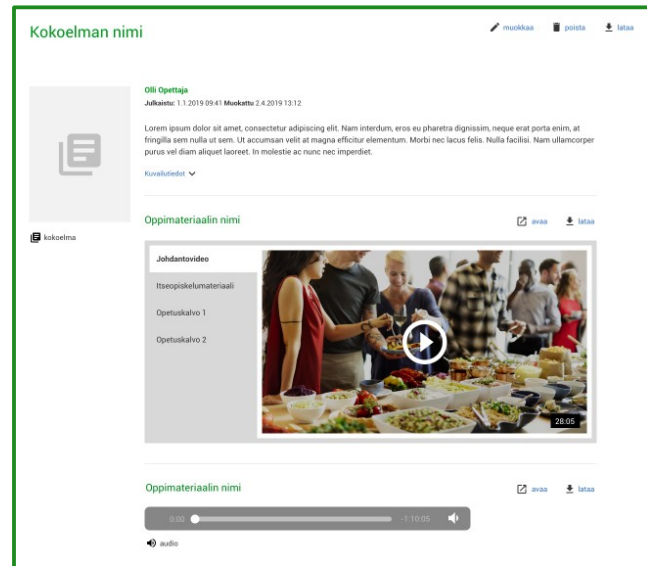 Kokoelman nimi
muokkaa poista lataa
Olli Opettaja
Julkaistu: 1.1.2019 09:41 Muokattu 2.4.2019 13:12
Lorem ipsum dolor sit amet, consectetur adipiscing elit. Nam interdum, eros eu pharetra dignissim, neque erat porta enim, at
fringilla sem nulla ut sem. Ut accumsan velit at magna efficitur elementum. Morbi nec lacus felis. Nulla facilisi. Nam ullamcorper
purus vel diam aliquet laoreet. In molestie ac nunc nec imperdiet.
Kuvailutiedot
kokoelma
Oppimateriaalin nimi
avaa lataa
Johdantovideo
Itseopiskelumateriaali
Opetuskalvo 1
Opetuskalvo 2
28:05
Oppimateriaalin nimi
avaa lataa
0:00 -1:10:05
audio